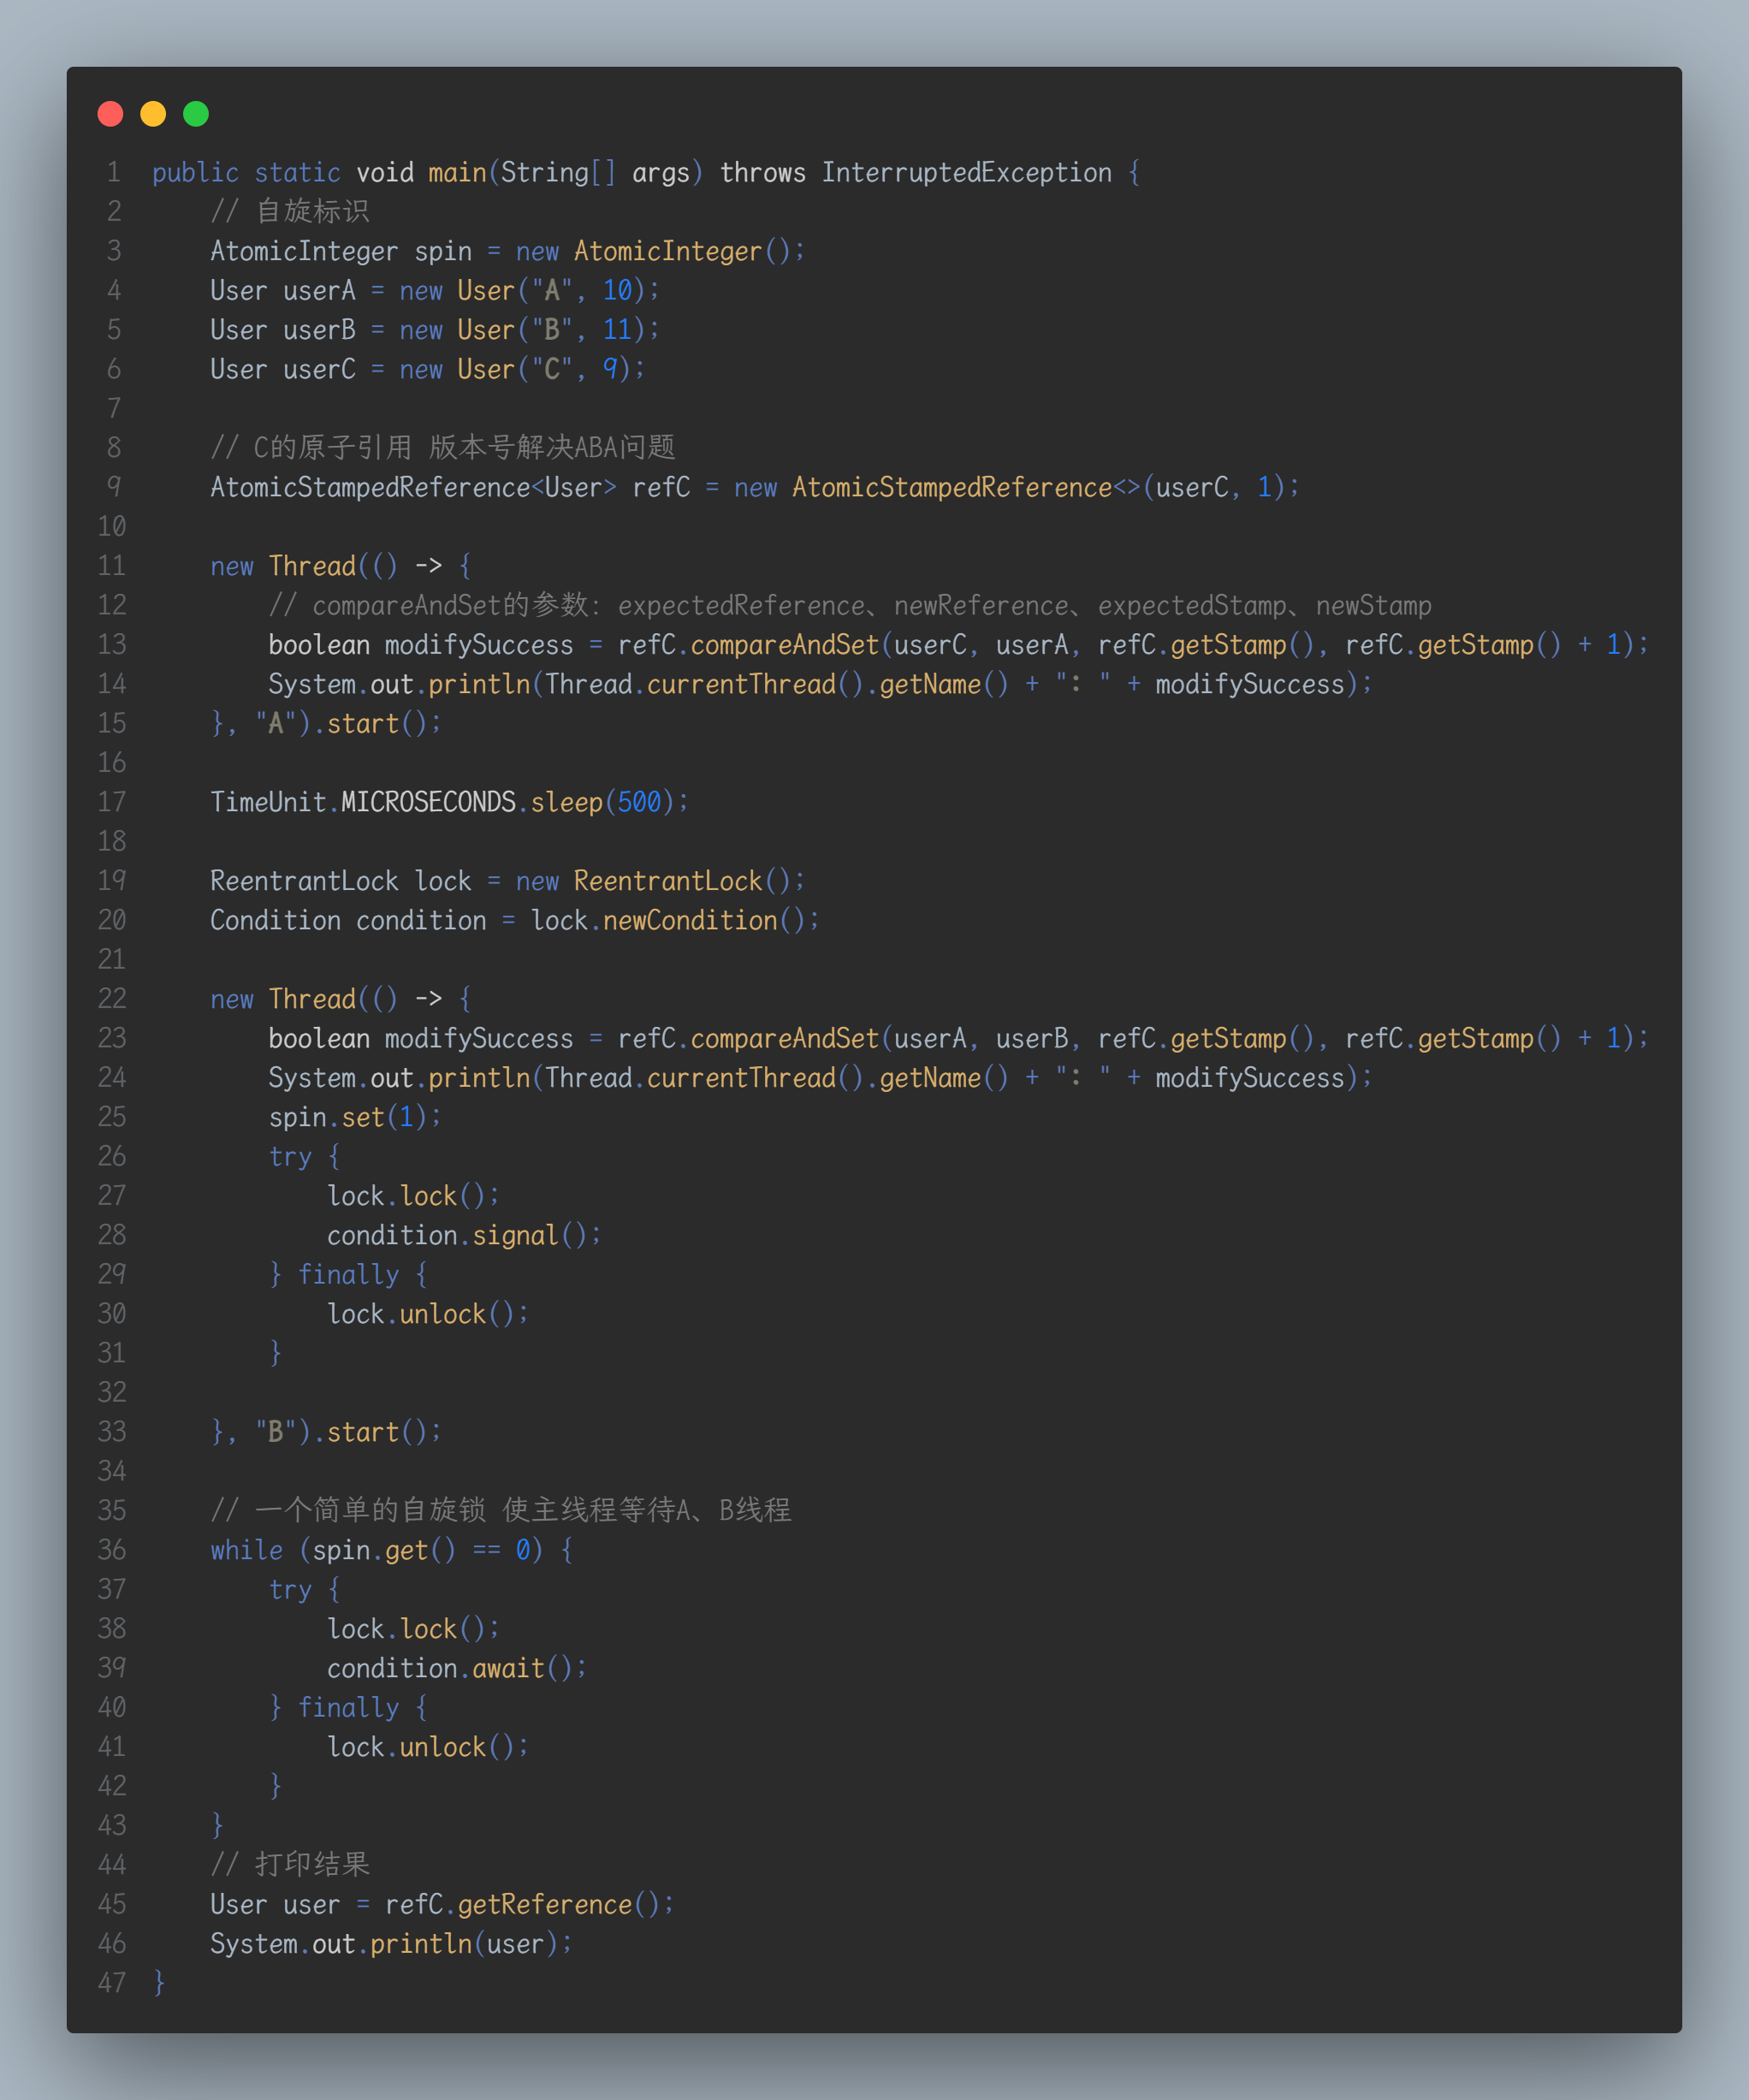 1 public static void main(String[] args) throws InterruptedException {
2     // 自旋标识
3     AtomicInteger spin = new AtomicInteger();
4     User userA = new User("A", 10);
5     User userB = new User("B", 11);
6     User userC = new User("C", 9);
7
8     // C的原子引用 版本号解决ABA问题
9     AtomicStampedReference<User> refC = new AtomicStampedReference<>(userC, 1);
10
11     new Thread(() -> {
12         // compareAndSet的参数: expectedReference、newReference、expectedStamp、newStamp
13         boolean modifySuccess = refC.compareAndSet(userC, userA, refC.getStamp(), refC.getStamp() + 1);
14         System.out.println(Thread.currentThread().getName() + ": " + modifySuccess);
15     }, "A").start();
16
17     TimeUnit.MICROSECONDS.sleep(500);
18
19     ReentrantLock lock = new ReentrantLock();
20     Condition condition = lock.newCondition();
21
22     new Thread(() -> {
23         boolean modifySuccess = refC.compareAndSet(userA, userB, refC.getStamp(), refC.getStamp() + 1);
24         System.out.println(Thread.currentThread().getName() + ": " + modifySuccess);
25         spin.set(1);
26         try {
27             lock.lock();
28             condition.signal();
29         } finally {
30             lock.unlock();
31         }
32
33     }, "B").start();
34
35     // 一个简单的自旋锁 使主线程等待A、B线程
36     while (spin.get() == 0) {
37         try {
38             lock.lock();
39             condition.await();
40         } finally {
41             lock.unlock();
42         }
43     }
44     // 打印结果
45     User user = refC.getReference();
46     System.out.println(user);
47 }